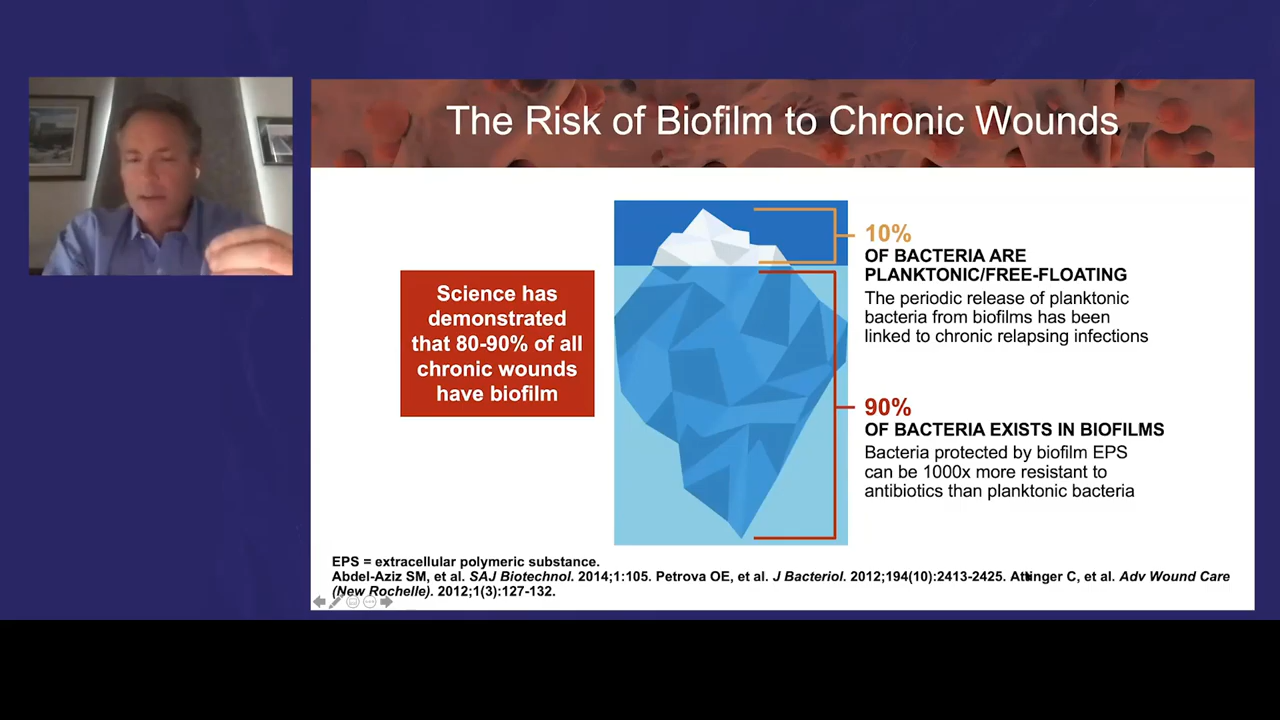 The Risk of Biofilm to Chronic Wounds
Science has
demonstrated
that 80-90% of all
chronic wounds
have biofilm
10%
OF BACTERIA ARE
PLANKTONIC/FREE-FLOATING
The periodic release of planktonic
bacteria from biofilms has been
linked to chronic relapsing infections
90%
OF BACTERIA EXISTS IN BIOFILMS
Bacteria protected by biofilm EPS
can be 1000x more resistant to
antibiotics than planktonic bacteria
EPS = extracellular polymeric substance.
Abdel-Aziz SM, et al. SAJ Biotechnol. 2014;1:105. Petrova OE, et al. J Bacteriol. 2012;194(10):2413-2425. Attinger C, et al. Adv Wound Care
(New Rochelle). 2012;1(3):127-132.